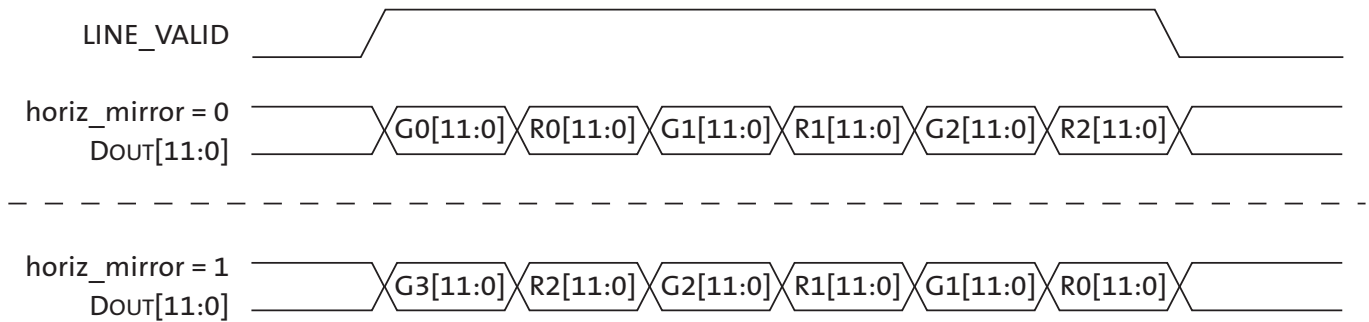 LINE_VALID
horiz_mirror = 0
DOUT[11:0]
G0[11:0] R0[11:0] G1[11:0] R1[11:0] G2[11:0] R2[11:0]
horiz_mirror = 1
DOUT[11:0]
G3[11:0] R2[11:0] G2[11:0] R1[11:0] G1[11:0] R0[11:0]